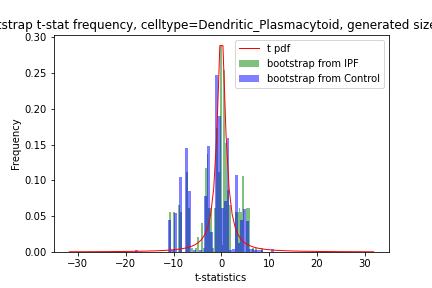 tstrap t-stat frequency, celltype=Dendritic_Plasmacytoid, generated size
t pdf
bootstrap from IPF
bootstrap from Control
Frequency
0.30
0.25
0.20
0.15
0.10
0.05
0.00
−30 −20 −10 0 10 20 30
t-statistics